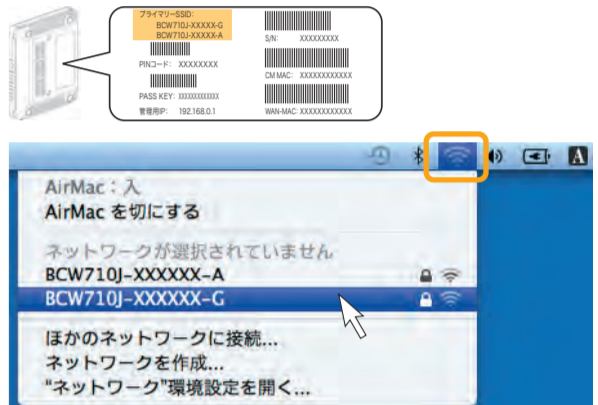 プライマリーSSID:
BCW710J-XXXXX-G
BCW710J-XXXXX-A
PINコード: XXXXXXXX
PASS KEY: XXXXXXXXXXXXX
管理用IP: 192.168.0.1
S/N: XXXXXXXXX
CM MAC: XXXXXXXXXXXX
WAN-MAC: XXXXXXXXXXXX
A
AirMac：入
AirMac を切にする
ネットワークが選択されていません
BCW710J-XXXXXX-A
BCW710J-XXXXXX-G
ほかのネットワークに接続...
ネットワークを作成...
“ネットワーク”環境設定を開く...